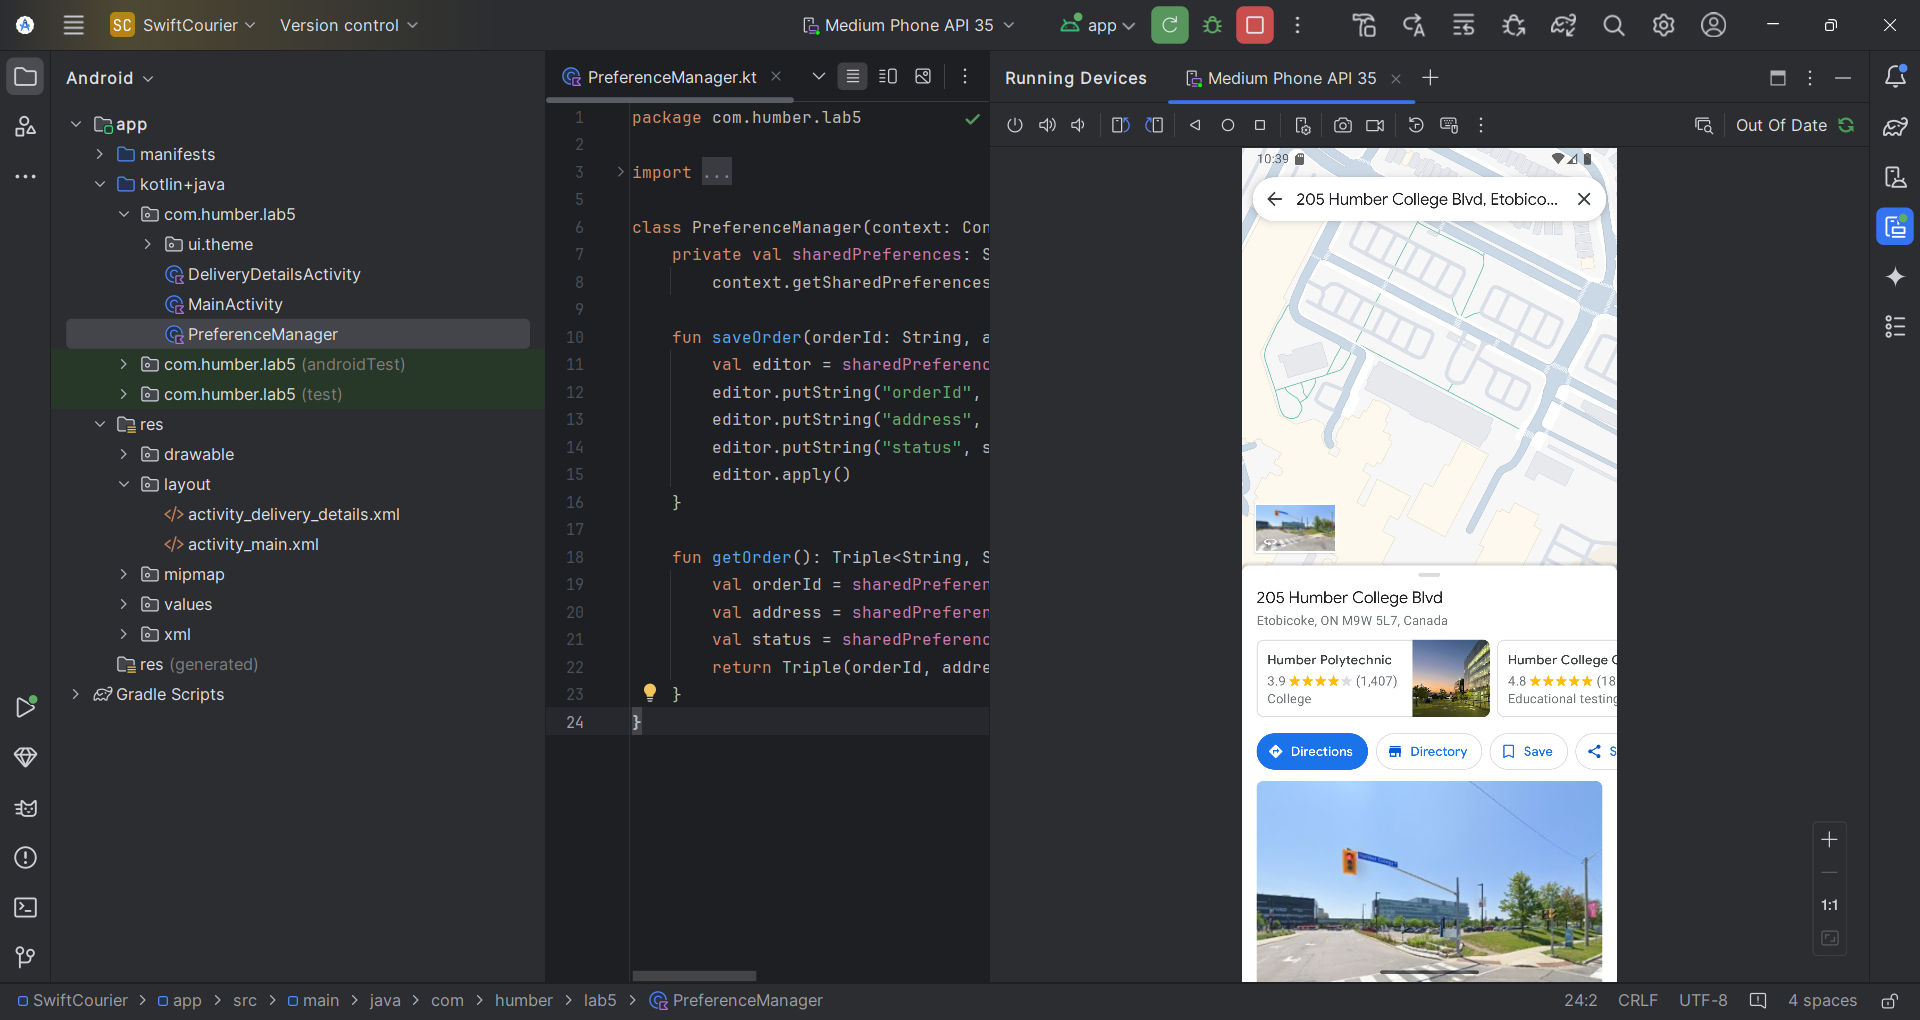 SC SwiftCourier Version control Medium Phone API 35 app
Android
app
manifests
kotlin+java
com.humber.lab5
ui.theme
DeliveryDetailsActivity
MainActivity
PreferenceManager
com.humber.lab5 (androidTest)
com.humber.lab5 (test)
res
drawable
layout
activity_delivery_details.xml
activity_main.xml
mipmap
values
xml
res (generated)
Gradle Scripts
PreferenceManager.kt
1 package com.humber.lab5
2
3 import ...
5
6 class PreferenceManager(context: Con
7 private val sharedPreferences: S
8 context.getSharedPreferences
9
10 fun saveOrder(orderId: String, a
11 val editor = sharedPreferenc
12 editor.putString("orderId",
13 editor.putString("address",
14 editor.putString("status", s
15 editor.apply()
16 }
17
18 fun getOrder(): Triple<String, S
19 val orderId = sharedPreferen
20 val address = sharedPreferen
21 val status = sharedPreferenc
22 return Triple(orderId, addre
23 }
24 }
Running Devices Medium Phone API 35
Out Of Date
10:39
205 Humber College Blvd, Etobico...
205 Humber College Blvd
Etobicoke, ON M9W 5L7, Canada
Humber Polytechnic
3.9 (1,407)
College
Humber College C
4.8 (18
Educational testing
Directions Directory Save S
1:1
SwiftCourier > app > src > main > java > com > humber > lab5 > PreferenceManager
24:2 CRLF UTF-8 4 spaces